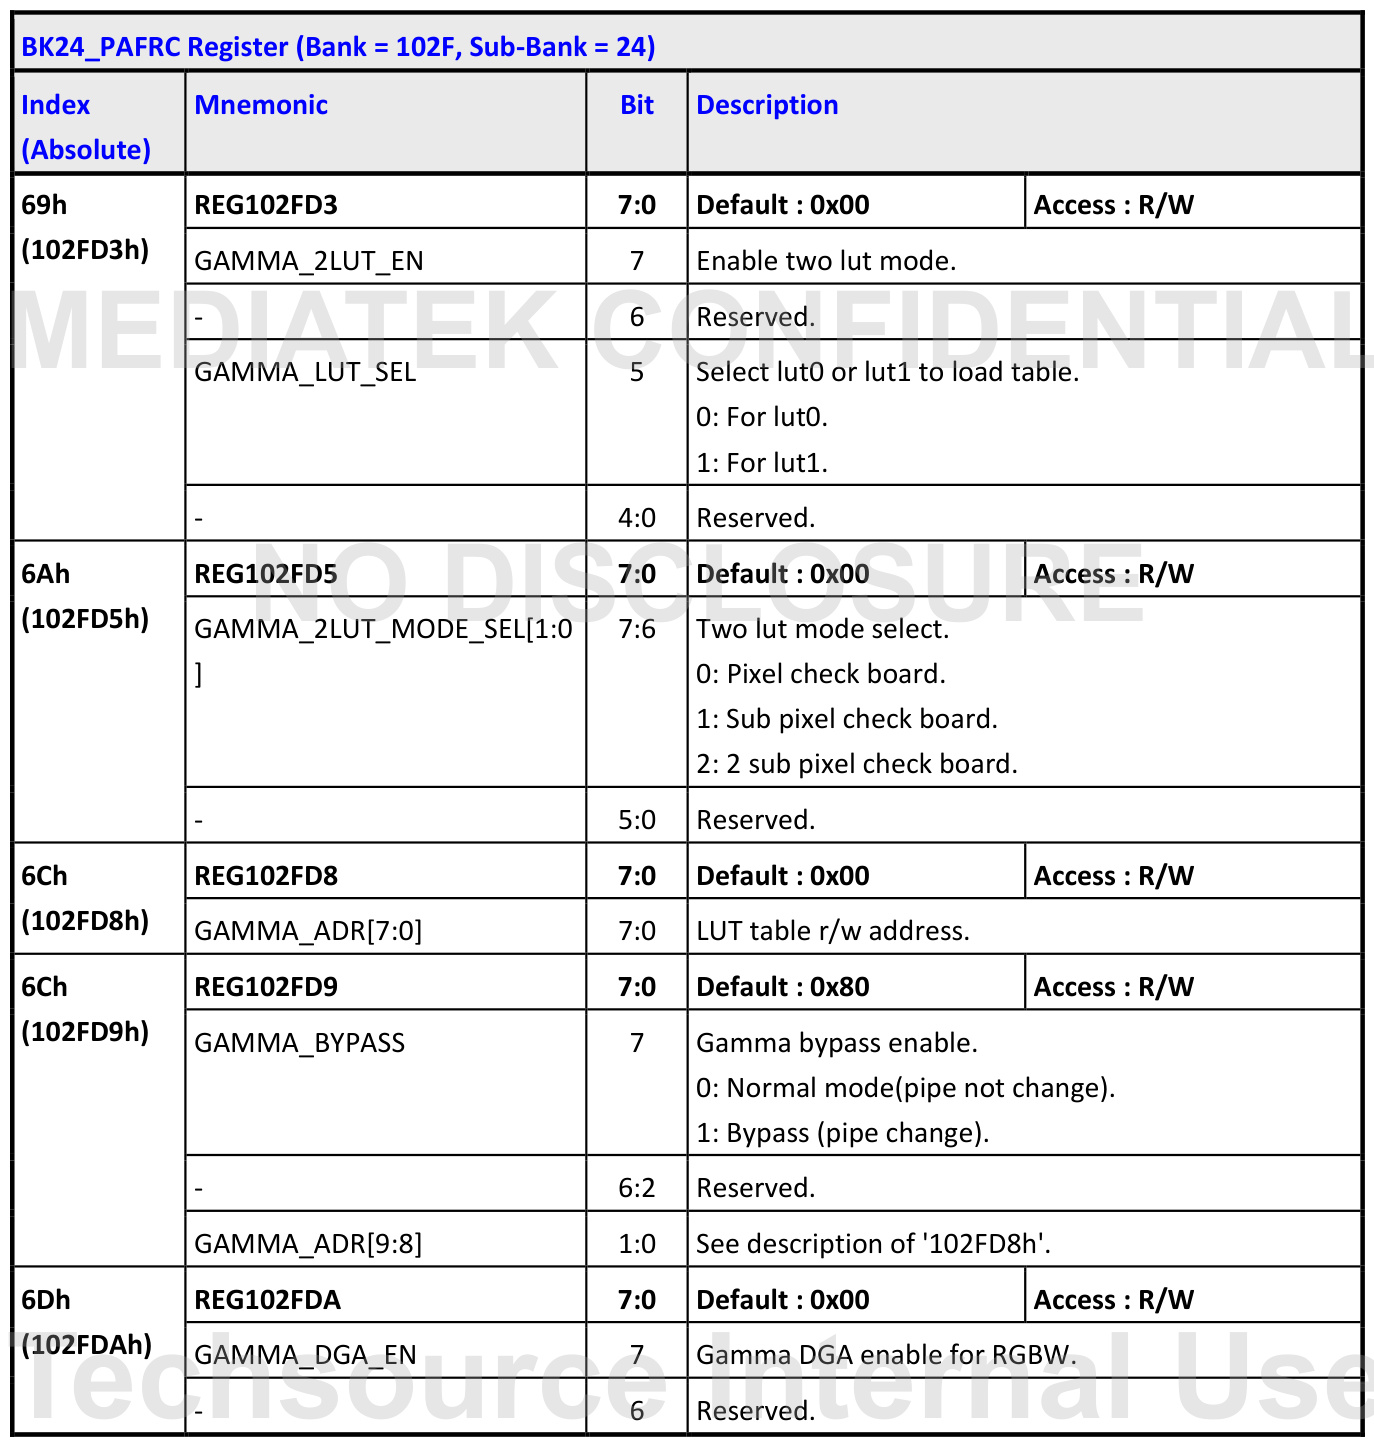 BK24_PAFRC Register (Bank = 102F, Sub-Bank = 24)
Index (Absolute) Mnemonic Bit Description
69h (102FD3h) REG102FD3 7:0 Default : 0x00 Access : R/W
GAMMA_2LUT_EN 7 Enable two lut mode.
- 6 Reserved.
MEDIATEK CONFIDENTIAL
GAMMA_LUT_SEL 5 Select lut0 or lut1 to load table.
0: For lut0.
1: For lut1.
- 4:0 Reserved.
NO DISCLOSURE
6Ah (102FD5h) REG102FD5 7:0 Default : 0x00 Access : R/W
GAMMA_2LUT_MODE_SEL[1:0 7:6 Two lut mode select.
] 0: Pixel check board.
1: Sub pixel check board.
2: 2 sub pixel check board.
- 5:0 Reserved.
6Ch (102FD8h) REG102FD8 7:0 Default : 0x00 Access : R/W
GAMMA_ADR[7:0] 7:0 LUT table r/w address.
6Ch (102FD9h) REG102FD9 7:0 Default : 0x80 Access : R/W
GAMMA_BYPASS 7 Gamma bypass enable.
0: Normal mode(pipe not change).
1: Bypass (pipe change).
- 6:2 Reserved.
GAMMA_ADR[9:8] 1:0 See description of '102FD8h'.
6Dh (102FDAh) REG102FDA 7:0 Default : 0x00 Access : R/W
GAMMA_DGA_EN 7 Gamma DGA enable for RGBW.
Techsource Internal Use
- 6 Reserved.